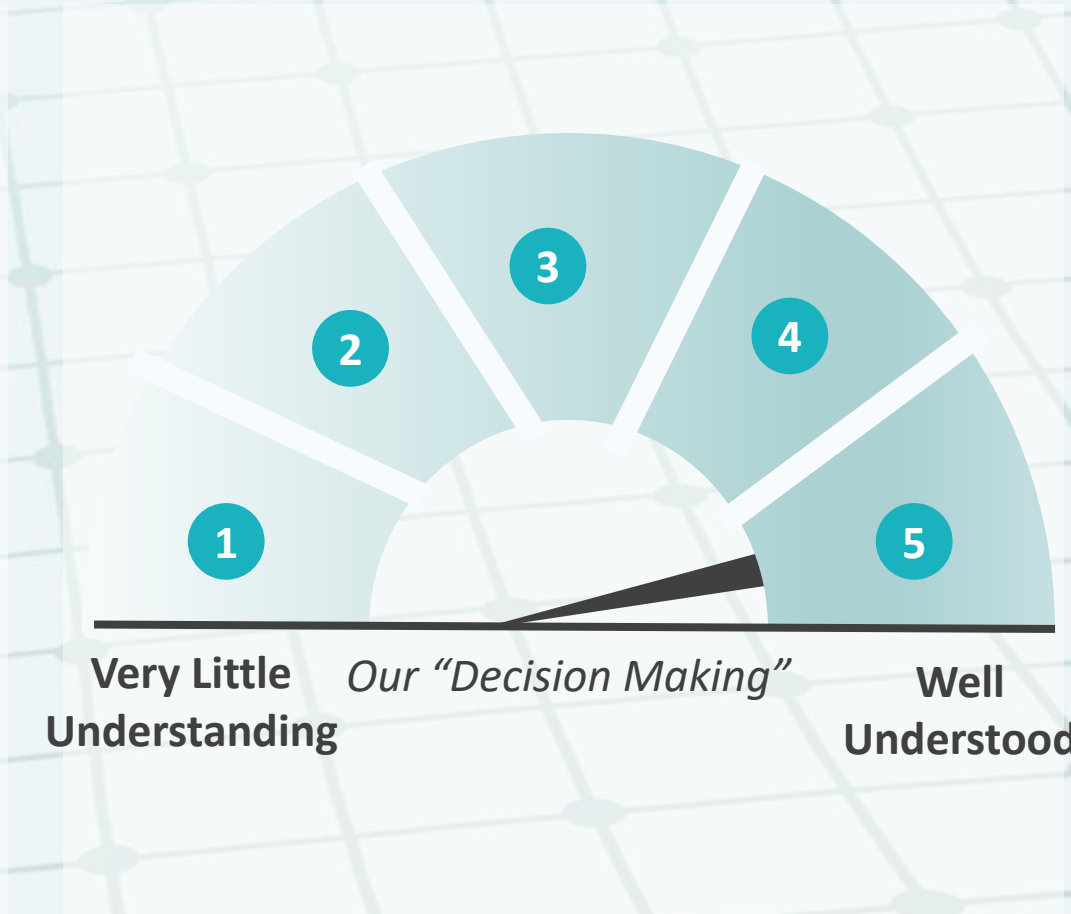 3
4
2
1
5
Very Little
Understanding
Our “Decision Making”
Well
Understood